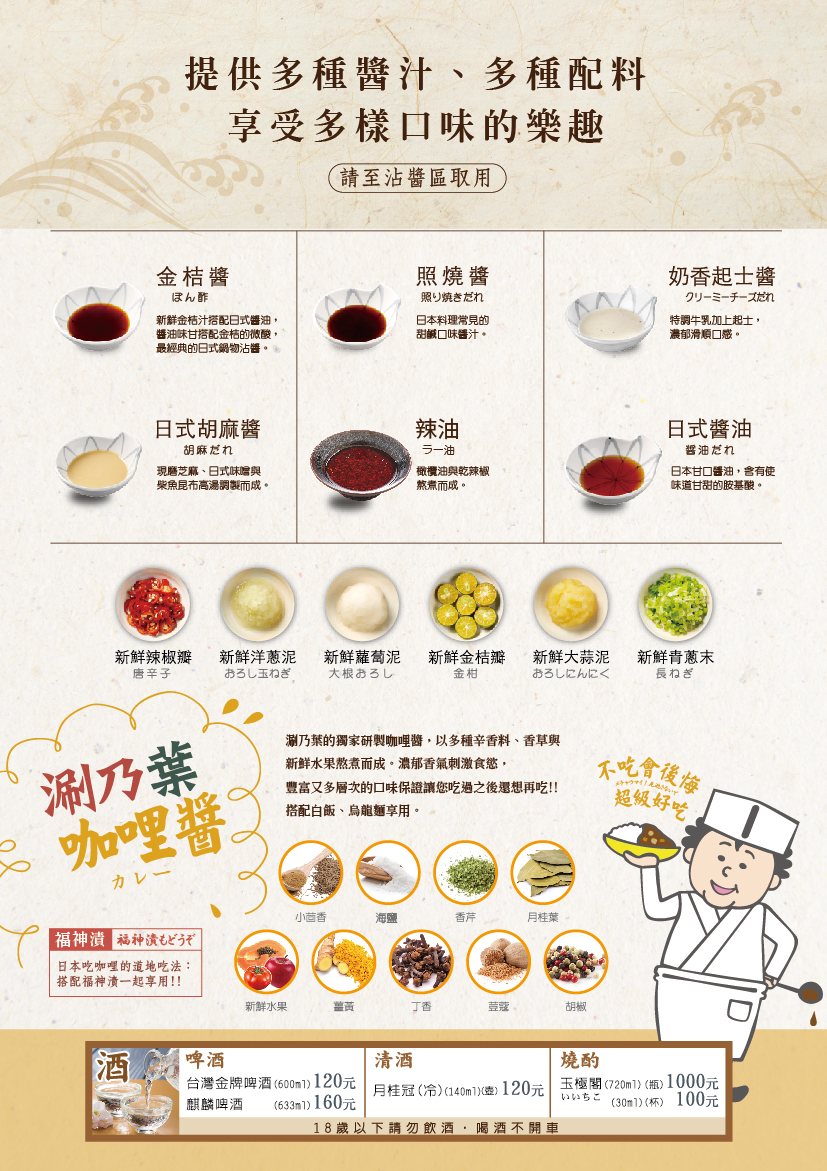 提供多種醬汁、多種配料
享受多樣口味的樂趣
請至沾醬區取用
金桔醬
ぽん酢
新鮮金桔汁搭配日式醬油，
醬油味甘搭配金桔的微酸，
最經典的日式鍋物沾醬。
照燒醬
照り焼きだれ
日本料理常見的
甜鹹口味醬汁。
奶香起士醬
クリーミーチーズだれ
特調牛乳加上起士，
濃郁滑順口感。
日式胡麻醬
胡麻だれ
現磨芝麻、日式味噌與
柴魚昆布高湯調製而成。
辣油
ラー油
橄欖油與乾辣椒
熬煮而成。
日式醬油
醤油だれ
日本甘口醬油，含有使
味道甘甜的胺基酸。
新鮮辣椒瓣
唐辛子
新鮮洋蔥泥
おろし玉ねぎ
新鮮蘿蔔泥
大根おろし
新鮮金桔瓣
金柑
新鮮大蒜泥
おろしにんにく
新鮮青蔥末
長ねぎ
涮乃葉
咖哩醬
カレー
涮乃葉的獨家研製咖哩醬，以多種辛香料、香草與
新鮮水果熬煮而成。濃郁香氣刺激食慾，
豐富又多層次的口味保證讓您吃過之後還想再吃!!
搭配白飯、烏龍麵享用。
不吃會後悔
超級好吃
小茴香
海鹽
香芹
月桂葉
福神漬 福神漬もどうぞ
日本吃咖哩的道地吃法：
搭配福神漬一起享用!!
新鮮水果
薑黃
丁香
荳蔻
胡椒
酒
啤酒
台灣金牌啤酒(600ml)120元
麒麟啤酒 (633ml)160元
清酒
月桂冠(冷)(140ml)(壺)120元
燒酌
玉極閣(720ml)(瓶)1000元
いいちこ (30ml)(杯) 100元
18歲以下請勿飲酒・喝酒不開車